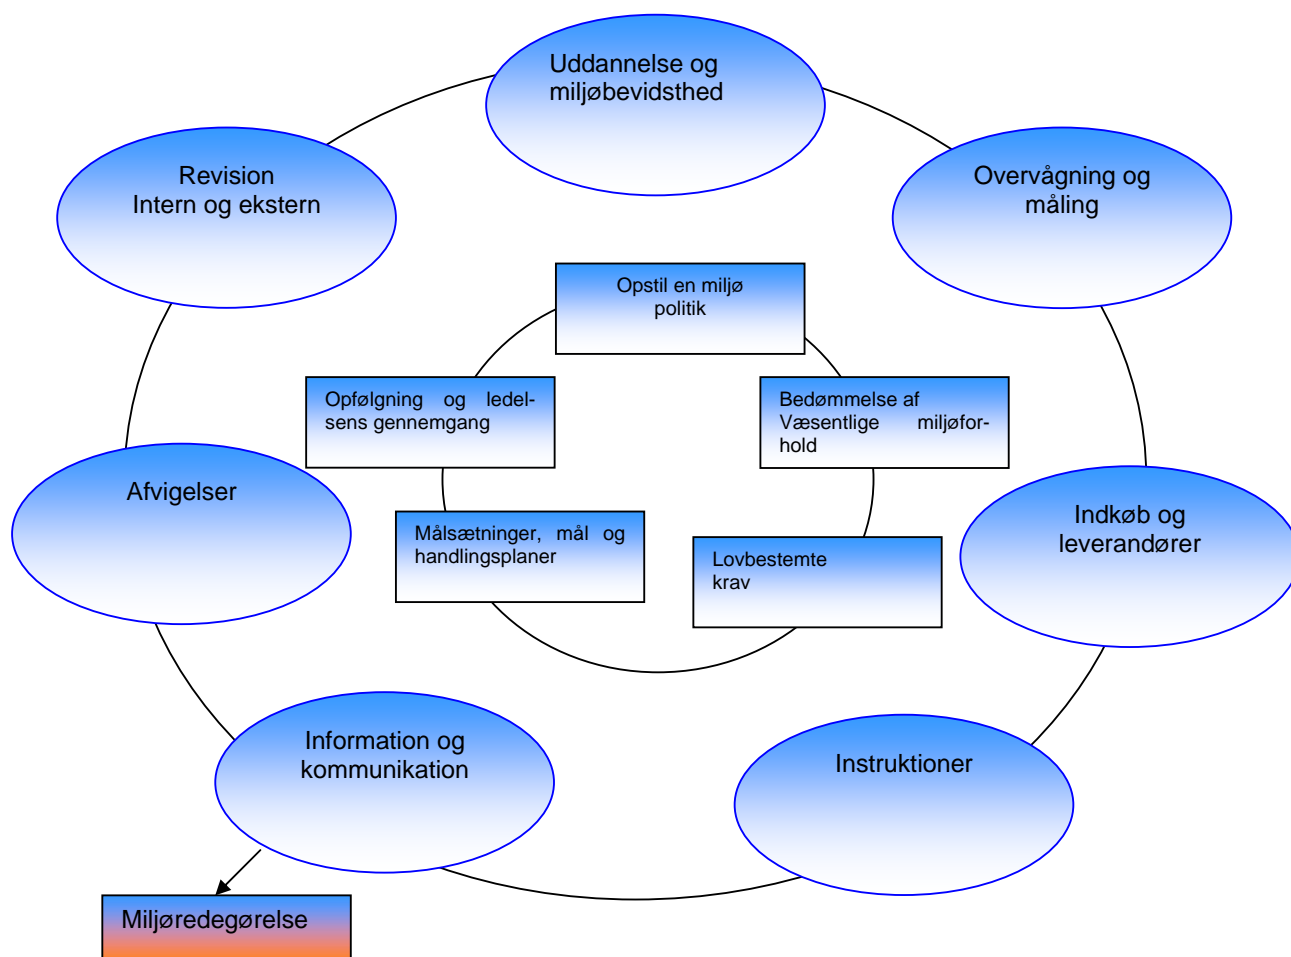 Uddannelse og
miljøbevidsthed
Revision
Intern og ekstern
Overvågning og
måling
Opstil en miljø
politik
Opfølgning og ledel-
sens gennemgang
Bedømmelse af
Væsentlige miljøfor-
hold
Afvigelser
Målsætninger, mål og
handlingsplaner
Lovbestemte
krav
Indkøb og
leverandører
Information og
kommunikation
Instruktioner
Miljøredegørelse